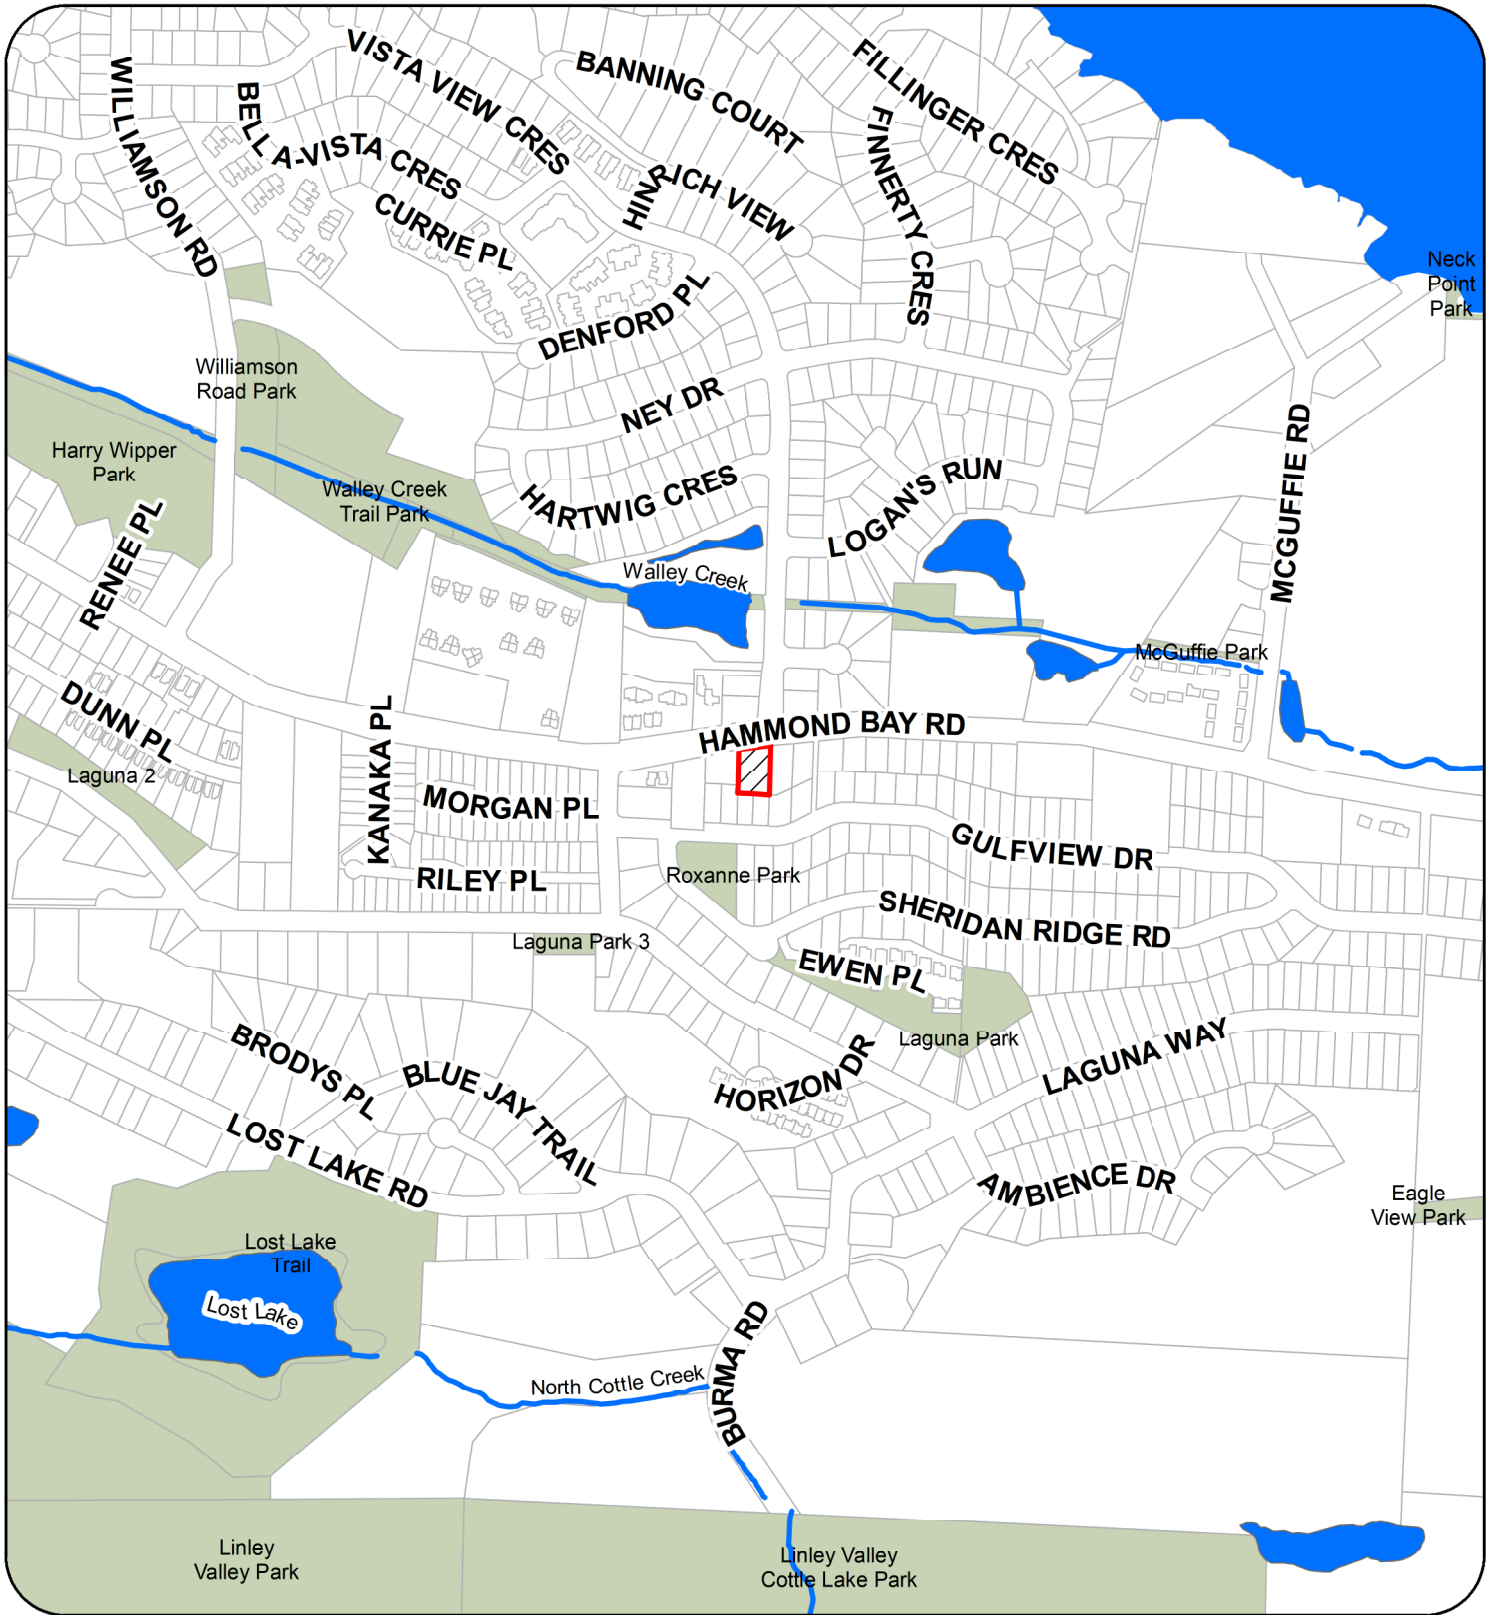 VISTA VIEW CRES
BANNING COURT
FILLINGER CRES
WILLIAMSON RD
BELLA-VISTA CRES
FINNERTY CRES
HINRICH VIEW
CURRIE PL
Neck
Point
Park
DENFORD PL
Williamson
Road Park
NEY DR
MCGUFFIE RD
Harry Wipper
Park
Walley Creek
Trail Park
HARTWIG CRES
LOGAN'S RUN
RENEE PL
Walley Creek
McGuffie Park
DUNN PL
KANAKA PL
HAMMOND BAY RD
Laguna 2
MORGAN PL
GULFVIEW DR
RILEY PL
Roxanne Park
SHERIDAN RIDGE RD
Laguna Park 3
EWEN PL
Laguna Park
BRODYS PL
BLUE JAY TRAIL
HORIZON DR
LAGUNA WAY
LOST LAKE RD
AMBIENCE DR
Eagle
View Park
Lost Lake
Trail
Lost Lake
BURMA RD
North Cottle Creek
Linley
Valley Park
Linley Valley
Cottle Lake Park